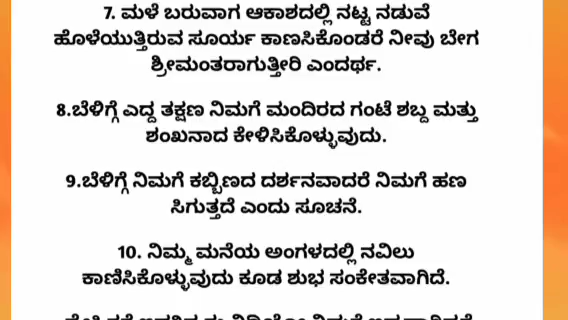 7. ಮಳೆ ಬರುವಾಗ ಆಕಾಶದಲ್ಲಿ ನಟ್ಟ ನಡುವೆ
ಹೊಳೆಯುತ್ತಿರುವ ಸೂರ್ಯ ಕಾಣಸಿಕೊಂಡರೆ ನೀವು ಬೇಗ
ಶ್ರೀಮಂತರಾಗುತ್ತೀರಿ ಎಂದರ್ಥ.
8.ಬೆಳಿಗ್ಗೆ ಎದ್ದ ತಕ್ಷಣ ನಿಮಗೆ ಮಂದಿರದ ಗಂಟೆ ಶಬ್ದ ಮತ್ತು
ಶಂಖನಾದ ಕೇಳಿಸಿಕೊಳ್ಳುವುದು.
9.ಬೆಳಿಗ್ಗೆ ನಿಮಗೆ ಕಬ್ಬಿಣದ ದರ್ಶನವಾದರೆ ನಿಮಗೆ ಹಣ
ಸಿಗುತ್ತದೆ ಎಂದು ಸೂಚನೆ.
10. ನಿಮ್ಮ ಮನೆಯ ಅಂಗಳದಲ್ಲಿ ನವಿಲು
ಕಾಣಿಸಿಕೊಳ್ಳುವುದು ಕೂಡ ಶುಭ ಸಂಕೇತವಾಗಿದೆ.